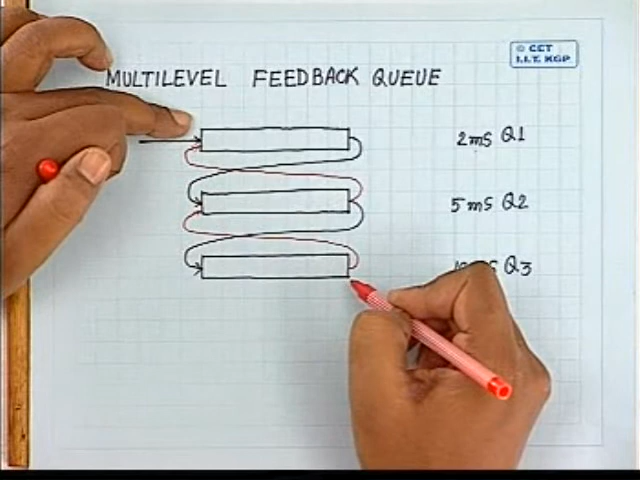 © CET
I.I.T. KGP
MULTILEVEL FEEDBACK QUEUE
2ms Q1
5ms Q2
Q3